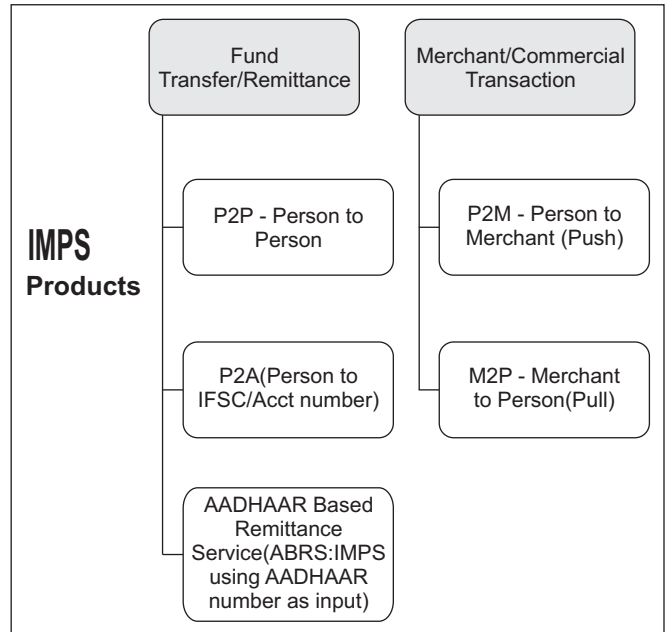 IMPS
Products
Fund
Transfer/Remittance
P2P - Person to
Person
P2A(Person to
IFSC/Acct number)
AADHAAR Based
Remittance
Service(ABRS:IMPS
using AADHAAR
number as input)
Merchant/Commercial
Transaction
P2M - Person to
Merchant (Push)
M2P - Merchant
to Person(Pull)